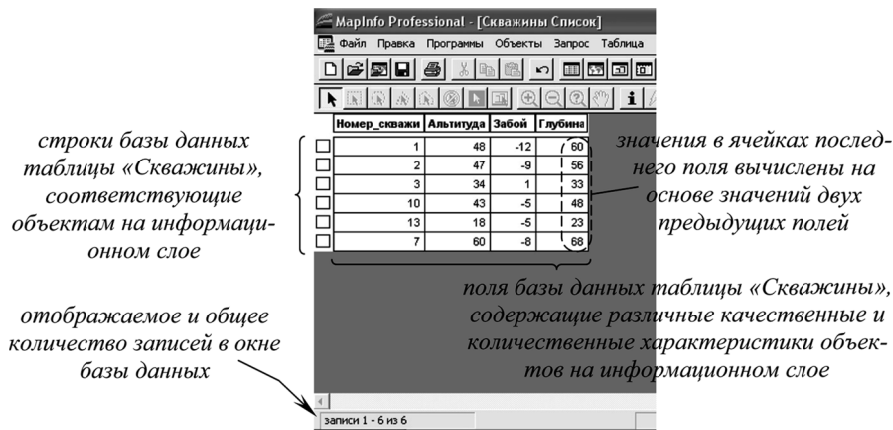 MapInfo Professional - [Скважины Список]
Файл Правка Программы Объекты Запрос Таблица
Номер_скважи Альтитуда Забой Глубина
1 48 -12 60
2 47 -9 56
3 34 1 33
10 43 -5 48
13 18 -5 23
7 60 -8 68
строки базы данных
таблицы «Скважины»,
соответствующие
объектам на информаци-
онном слое
значения в ячейках послед-
него поля вычислены на
основе значений двух
предыдущих полей
поля базы данных таблицы «Скважины»,
содержащие различные качественные и
количественные характеристики объек-
тов на информационном слое
отображаемое и общее
количество записей в окне
базы данных
записи 1 - 6 из 6